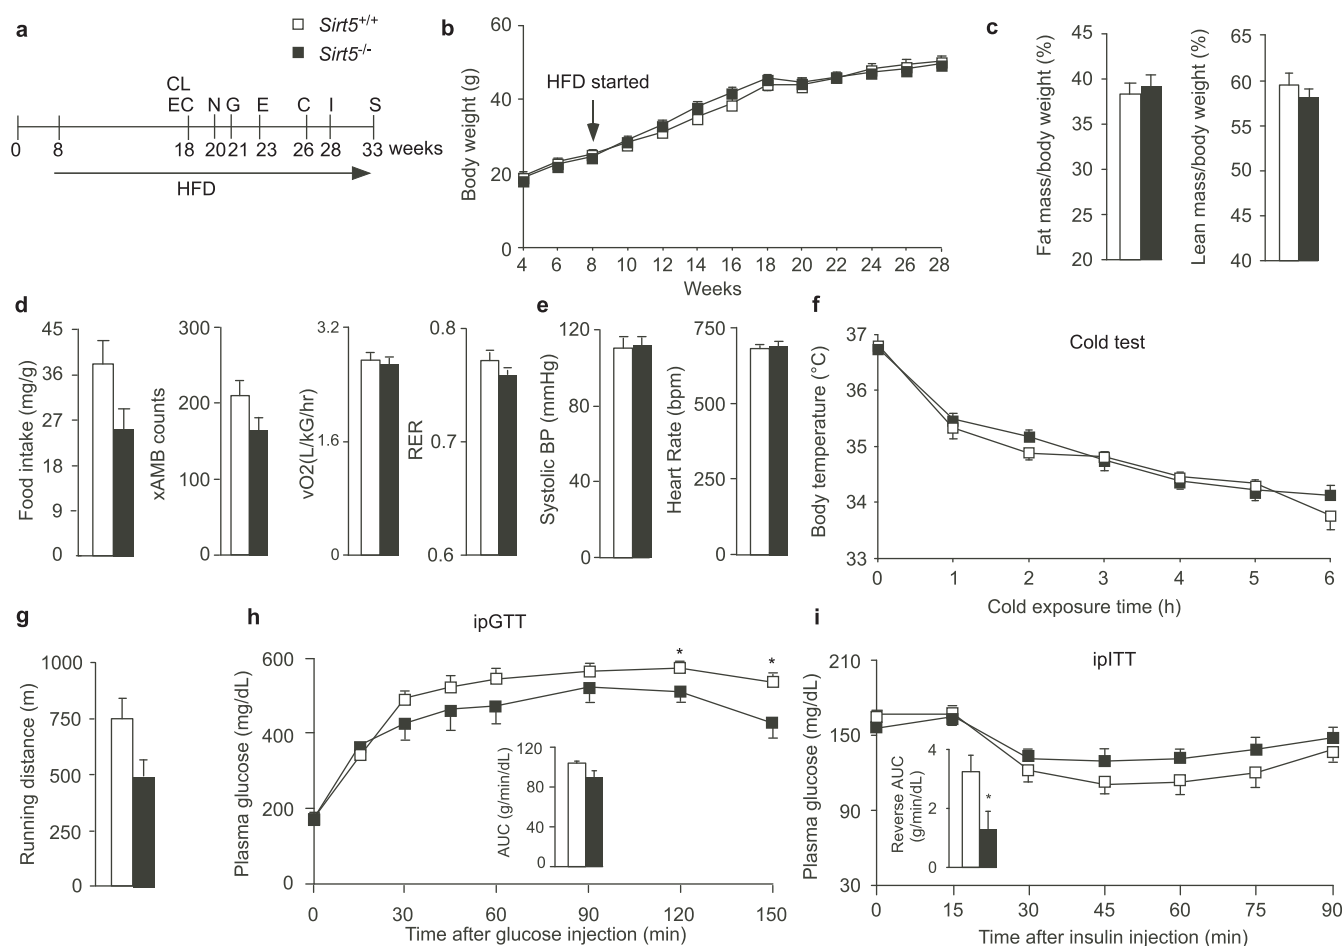 a
Sirt5+/+
Sirt5-/-
CL
EC N G E C I S
0 8 18 20 21 23 26 28 33 weeks
HFD
b
Body weight (g)
60
40
20
0
HFD started
4 6 8 10 12 14 16 18 20 22 24 26 28
Weeks
c
Fat mass/body weight (%)
45
40
35
30
25
20
Lean mass/body weight (%)
65
60
55
50
45
40
d
Food intake (mg/g)
45
36
27
18
9
0
xAMB counts
300
200
100
0
vO2(L/kG/hr)
3.2
1.6
0
RER
0.8
0.7
0.6
e
Systolic BP (mmHg)
120
80
40
0
Heart Rate (bpm)
750
500
250
0
f
Cold test
Body temperature (°C)
37
36
35
34
33
0 1 2 3 4 5 6
Cold exposure time (h)
g
Running distance (m)
1000
750
500
250
0
h
ipGTT
Plasma glucose (mg/dL)
600
400
200
0
* *
AUC (g/min/dL)
120
80
40
0
0 30 60 90 120 150
Time after glucose injection (min)
i
ipITT
Plasma glucose (mg/dL)
210
150
90
30
Reverse AUC
(g/min/dL)
4
2
0
*
0 15 30 45 60 75 90
Time after insulin injection (min)